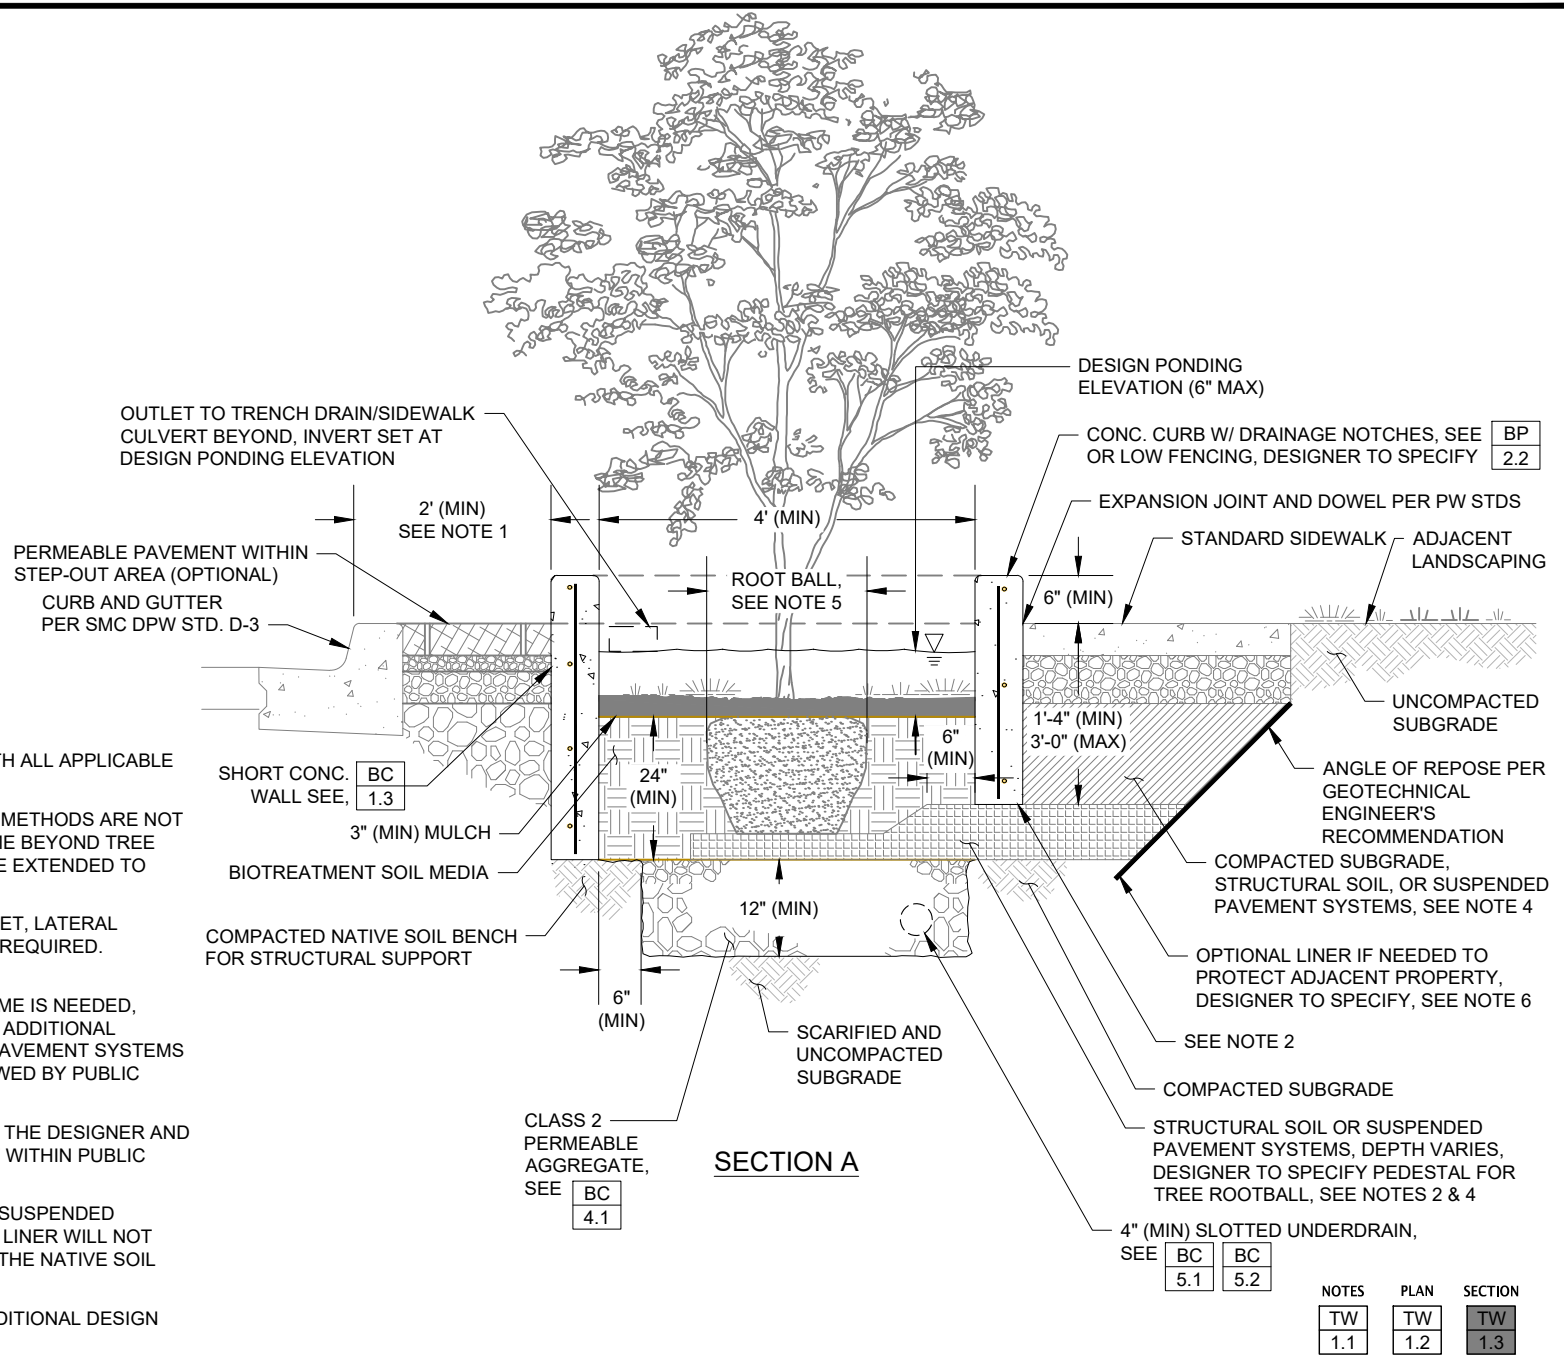 DESIGN PONDING
ELEVATION (6" MAX)
OUTLET TO TRENCH DRAIN/SIDEWALK
CULVERT BEYOND, INVERT SET AT
DESIGN PONDING ELEVATION
CONC. CURB W/ DRAINAGE NOTCHES, SEE BP
OR LOW FENCING, DESIGNER TO SPECIFY 2.2
2' (MIN)
SEE NOTE 1
4' (MIN)
EXPANSION JOINT AND DOWEL PER PW STDS
STANDARD SIDEWALK
ADJACENT
LANDSCAPING
PERMEABLE PAVEMENT WITHIN
STEP-OUT AREA (OPTIONAL)
CURB AND GUTTER
PER SMC DPW STD. D-3
ROOT BALL,
SEE NOTE 5
6" (MIN)
UNCOMPACTED
SUBGRADE
1'-4" (MIN)
3'-0" (MAX)
6"
(MIN)
24"
(MIN)
SHORT CONC. BC
WALL SEE, 1.3
3" (MIN) MULCH
BIOTREATMENT SOIL MEDIA
ANGLE OF REPOSE PER
GEOTECHNICAL
ENGINEER'S
RECOMMENDATION
COMPACTED SUBGRADE,
STRUCTURAL SOIL, OR SUSPENDED
PAVEMENT SYSTEMS, SEE NOTE 4
12" (MIN)
COMPACTED NATIVE SOIL BENCH
FOR STRUCTURAL SUPPORT
OPTIONAL LINER IF NEEDED TO
PROTECT ADJACENT PROPERTY,
DESIGNER TO SPECIFY, SEE NOTE 6
6"
(MIN)
SCARIFIED AND
UNCOMPACTED
SUBGRADE
SEE NOTE 2
COMPACTED SUBGRADE
CLASS 2
PERMEABLE
AGGREGATE,
SEE BC
4.1
SECTION A
STRUCTURAL SOIL OR SUSPENDED
PAVEMENT SYSTEMS, DEPTH VARIES,
DESIGNER TO SPECIFY PEDESTAL FOR
TREE ROOTBALL, SEE NOTES 2 & 4
4" (MIN) SLOTTED UNDERDRAIN,
SEE BC BC
5.1 5.2
TH ALL APPLICABLE
METHODS ARE NOT
NE BEYOND TREE
E EXTENDED TO
ET, LATERAL
REQUIRED.
ME IS NEEDED,
ADDITIONAL
AVEMENT SYSTEMS
WED BY PUBLIC
THE DESIGNER AND
WITHIN PUBLIC
SUSPENDED
LINER WILL NOT
THE NATIVE SOIL
DITIONAL DESIGN
NOTES PLAN SECTION
TW TW TW
1.1 1.2 1.3